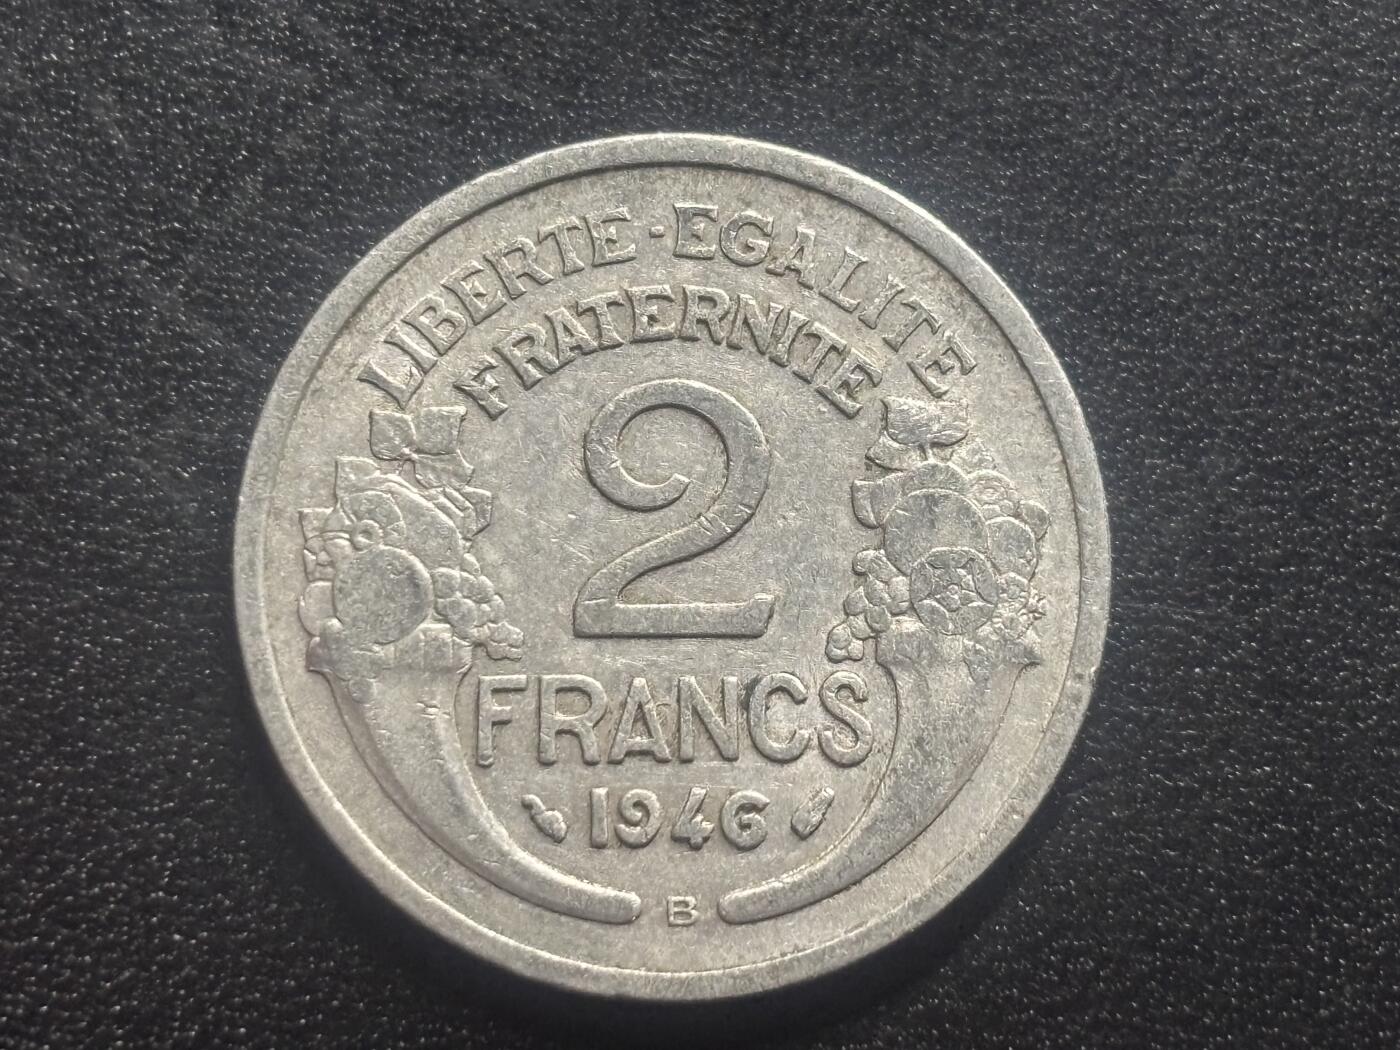 LIBERTE · EGALITE
FRATERNITE
2
FRANCS
1946
B